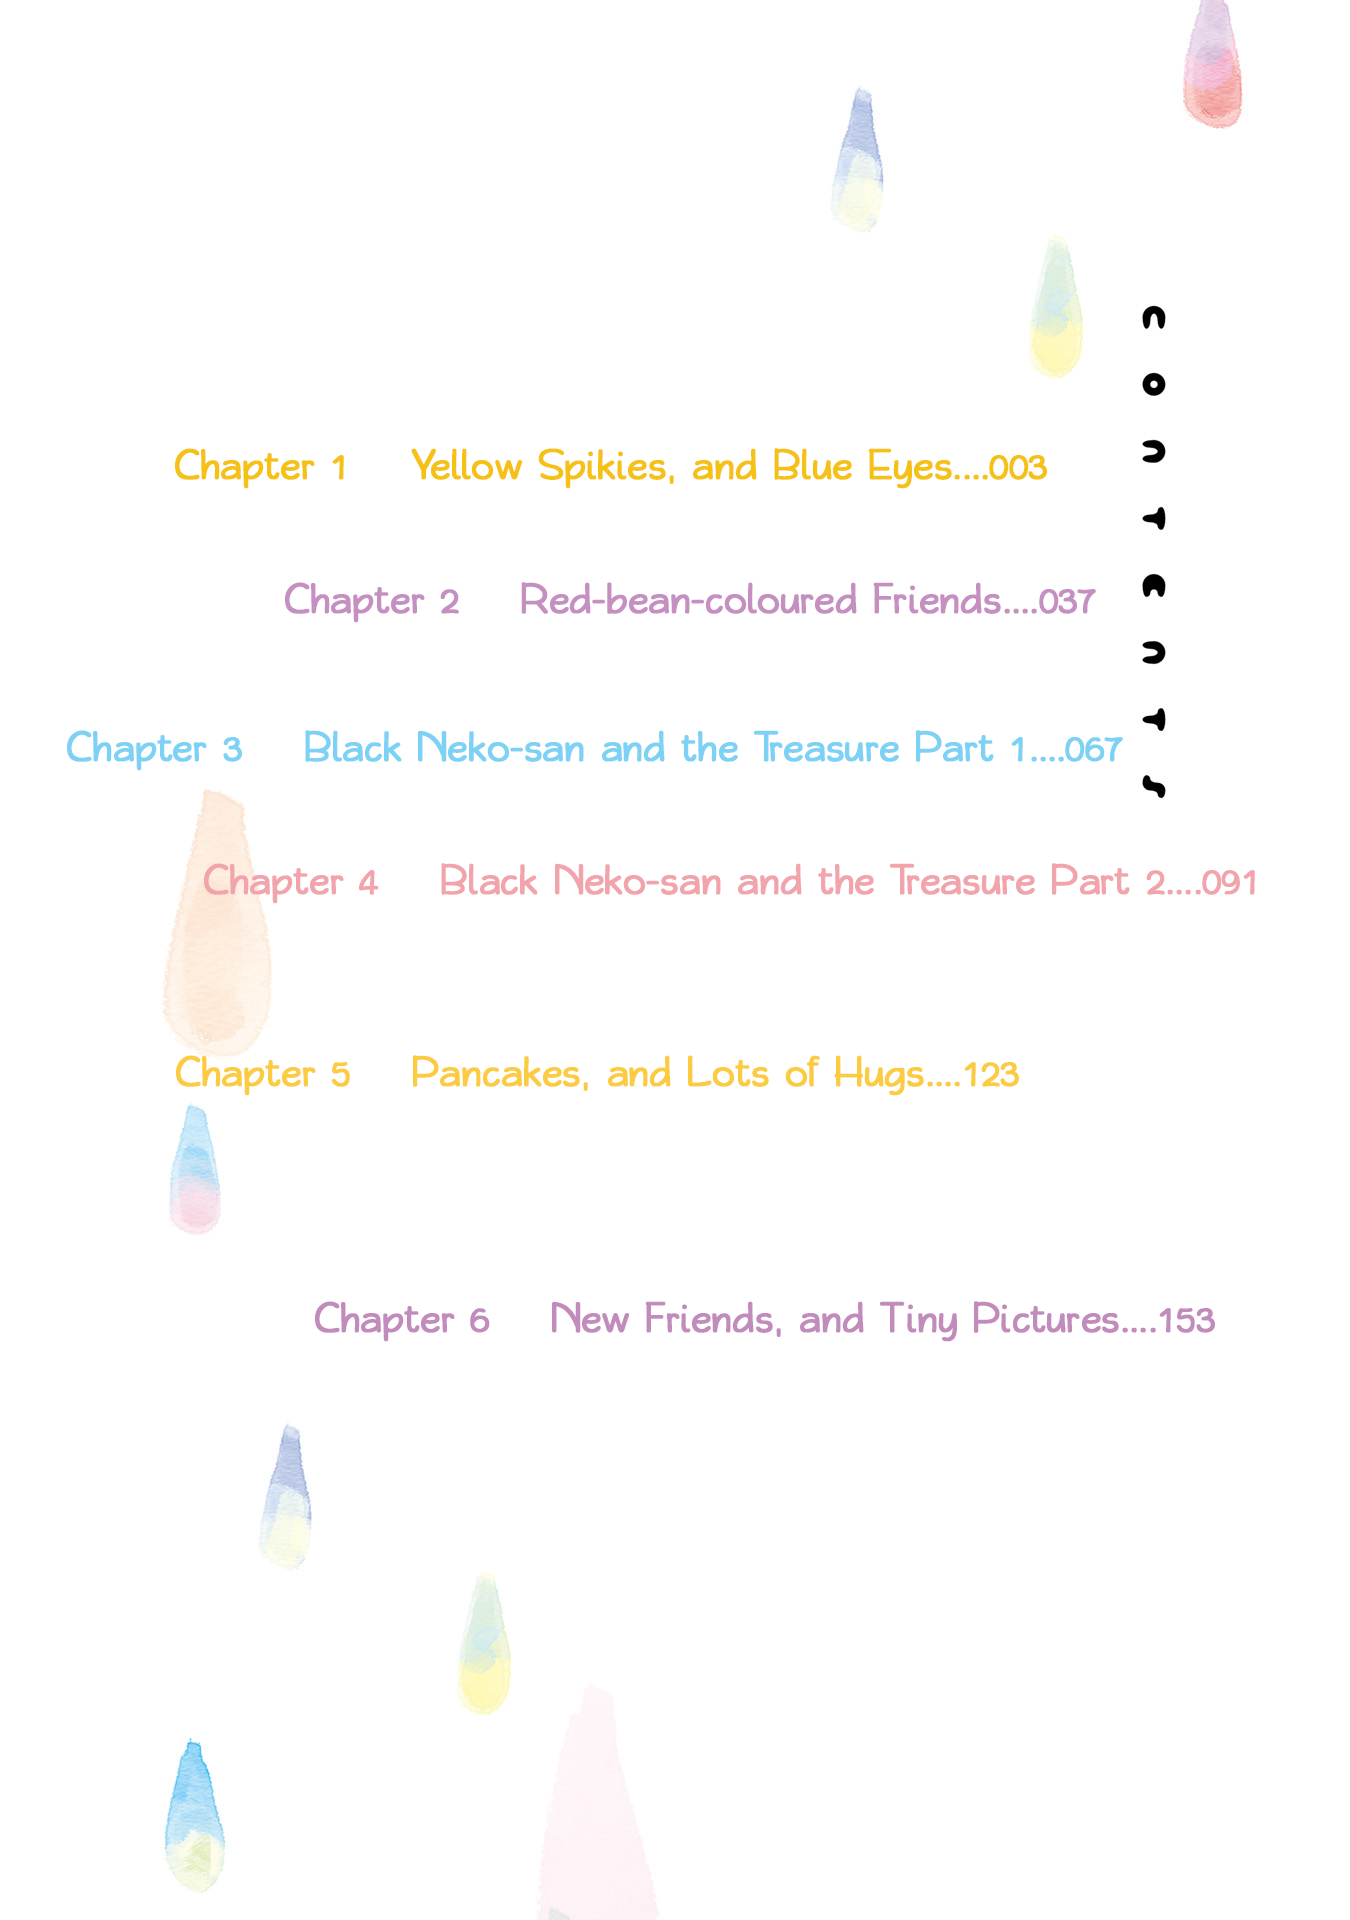 CONTENTS
Chapter 1 Yellow Spikies, and Blue Eyes....003
Chapter 2 Red-bean-coloured Friends....037
Chapter 3 Black Neko-san and the Treasure Part 1....067
Chapter 4 Black Neko-san and the Treasure Part 2....091
Chapter 5 Pancakes, and Lots of Hugs....123
Chapter 6 New Friends, and Tiny Pictures....153